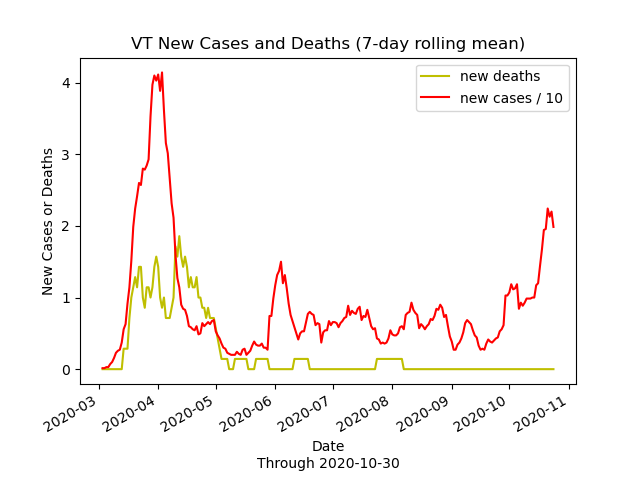 VT New Cases and Deaths (7-day rolling mean)
new deaths
new cases / 10
New Cases or Deaths
4
3
2
1
0
2020-03
2020-04
2020-05
2020-06
2020-07
2020-08
2020-09
2020-10
2020-11
Date
Through 2020-10-30